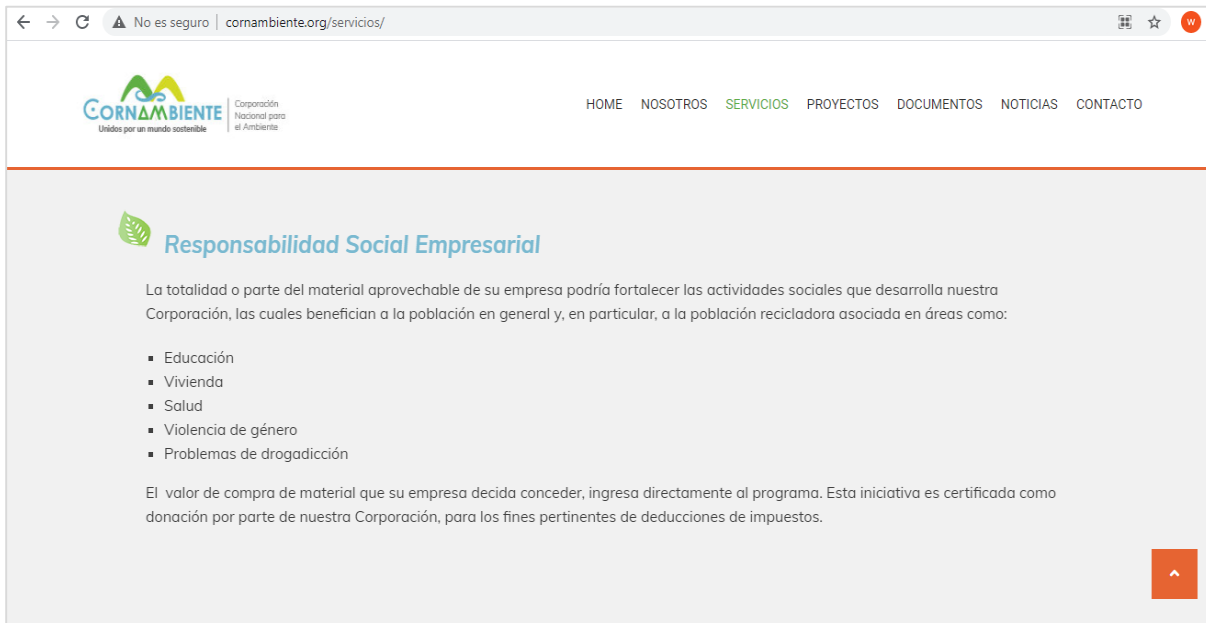 No es seguro | cornambiente.org/servicios/
W
CORNAMBIENTE
Unidos por un mundo sostenible
Corporación
Nacional para
el Ambiente
HOME NOSOTROS SERVICIOS PROYECTOS DOCUMENTOS NOTICIAS CONTACTO
Responsabilidad Social Empresarial
La totalidad o parte del material aprovechable de su empresa podría fortalecer las actividades sociales que desarrolla nuestra
Corporación, las cuales benefician a la población en general y, en particular, a la población recicladora asociada en áreas como:
▪ Educación
▪ Vivienda
▪ Salud
▪ Violencia de género
▪ Problemas de drogadicción
El valor de compra de material que su empresa decida conceder, ingresa directamente al programa. Esta iniciativa es certificada como
donación por parte de nuestra Corporación, para los fines pertinentes de deducciones de impuestos.